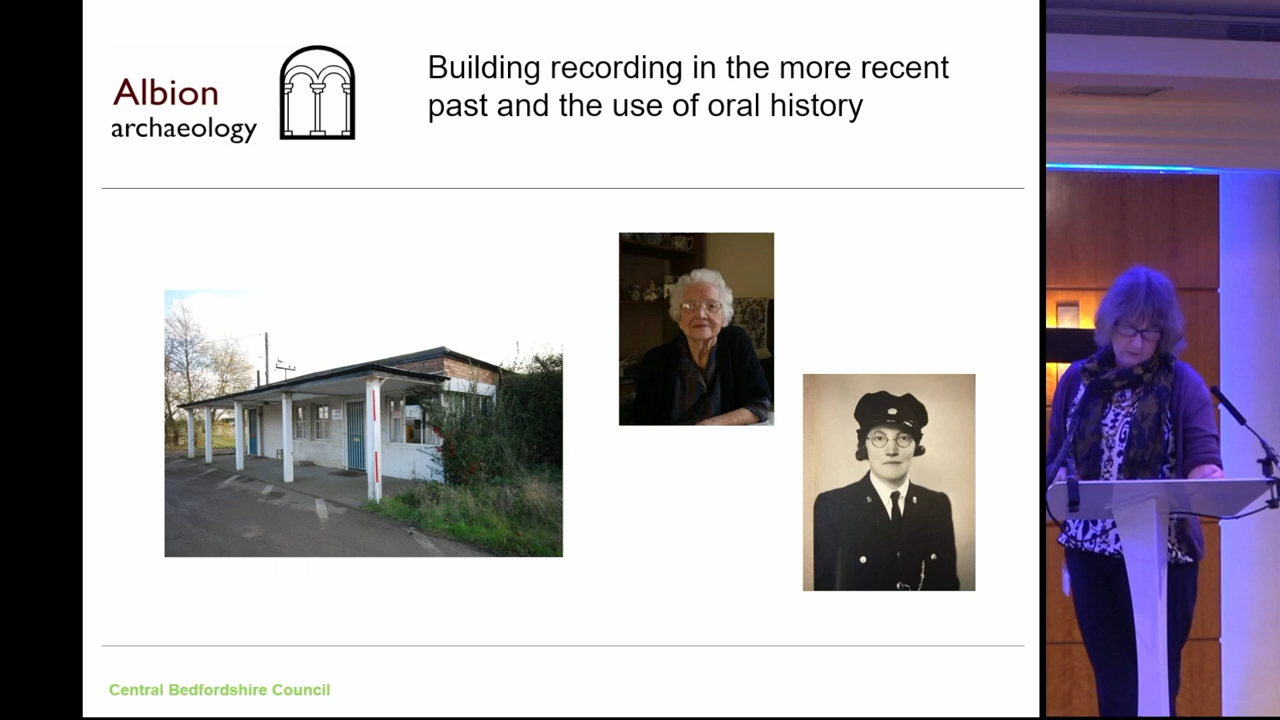 Albion
archaeology
Building recording in the more recent
past and the use of oral history
Central Bedfordshire Council